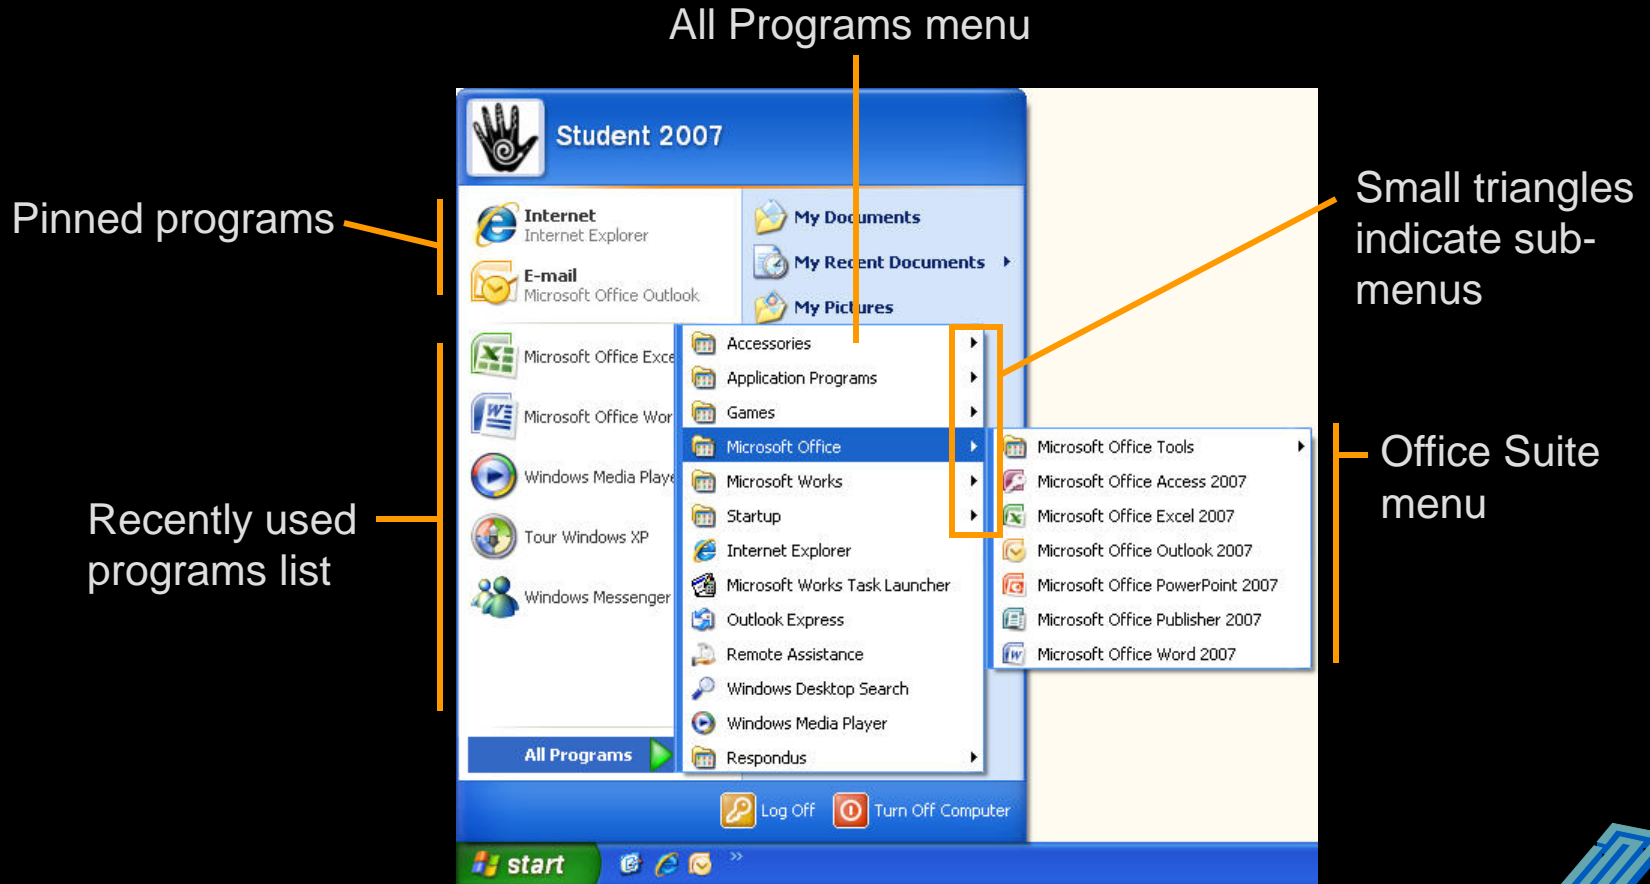 All Programs menu
Student 2007
Pinned programs
Internet
Internet Explorer
E-mail
Microsoft Office Outlook
My Documents
My Recent Documents
My Pictures
Small triangles
indicate sub-
menus
Recently used
programs list
Microsoft Office Exce
Microsoft Office Wor
Windows Media Playe
Tour Windows XP
Windows Messenger
All Programs
Accessories
Application Programs
Games
Microsoft Office
Microsoft Works
Startup
Internet Explorer
Microsoft Works Task Launcher
Outlook Express
Remote Assistance
Windows Desktop Search
Windows Media Player
Respondus
Microsoft Office Tools
Microsoft Office Access 2007
Microsoft Office Excel 2007
Microsoft Office Outlook 2007
Microsoft Office PowerPoint 2007
Microsoft Office Publisher 2007
Microsoft Office Word 2007
Office Suite
menu
Log Off
Turn Off Computer
start